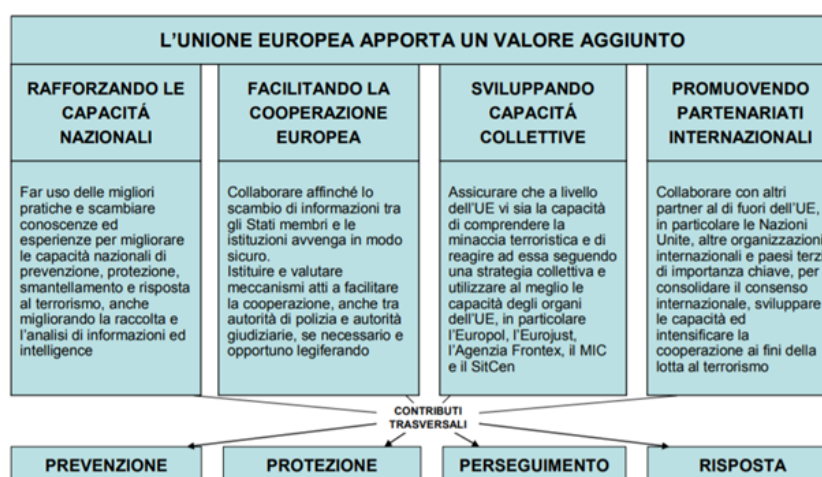 L'UNIONE EUROPEA APPORTA UN VALORE AGGIUNTO
RAFFORZANDO LE
CAPACITÁ
NAZIONALI
Far uso delle migliori
pratiche e scambiare
conoscenze ed
esperienze per migliorare
le capacità nazionali di
prevenzione, protezione,
smantellamento e risposta
al terrorismo, anche
migliorando la raccolta e
l'analisi di informazioni ed
intelligence
FACILITANDO LA
COOPERAZIONE
EUROPEA
Collaborare affinché lo
scambio di informazioni tra
gli Stati membri e le
istituzioni avvenga in modo
sicuro.
Istituire e valutare
meccanismi atti a facilitare
la cooperazione, anche tra
autorità di polizia e autorità
giudiziarie, se necessario e
opportuno legiferando
SVILUPPANDO
CAPACITÁ
COLLETTIVE
Assicurare che a livello
dell'UE vi sia la capacità
di comprendere la
minaccia terroristica e di
reagire ad essa seguendo
una strategia collettiva e
utilizzare al meglio le
capacità degli organi
dell'UE, in particolare
l'Europol, l'Eurojust,
l'Agenzia Frontex, il MIC
e il SitCen
PROMUOVENDO
PARTENARIATI
INTERNAZIONALI
Collaborare con altri
partner al di fuori dell'UE,
in particolare le Nazioni
Unite, altre organizzazioni
internazionali e paesi terzi
di importanza chiave, per
consolidare il consenso
internazionale, sviluppare
le capacità ed
intensificare la
cooperazione ai fini della
lotta al terrorismo
CONTRIBUTI
TRASVERSALI
PREVENZIONE
PROTEZIONE
PERSEGUIMENTO
RISPOSTA